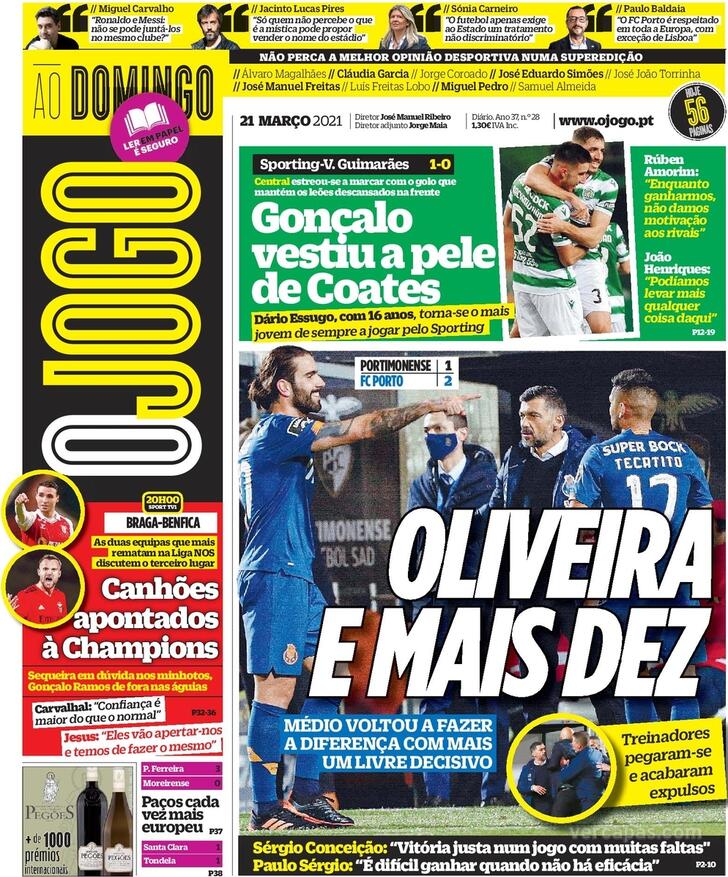 // Miguel Carvalho
"Ronaldo e Messi:
não se pode juntá-los
no mesmo clube?"
// Jacinto Lucas Pires
"Só quem não percebe o que
é a mística pode propor
vender o nome do estádio"
// Sónia Carneiro
"O futebol apenas exige
ao Estado um tratamento
não discriminatório"
// Paulo Baldaia
"O FC Porto é respeitado
em toda a Europa, com
exceção de Lisboa"
NÃO PERCA A MELHOR OPINIÃO DESPORTIVA NUMA SUPEREDIÇÃO
// Álvaro Magalhães // Cláudia Garcia // Jorge Coroado // José Eduardo Simões // José João Torrinha
// José Manuel Freitas // Luís Freitas Lobo // Miguel Pedro // Samuel Almeida
AO DOMINGO
LER EM PAPEL
É SEGURO
O JOGO
21 MARÇO 2021
Diretor José Manuel Ribeiro
Diretor adjunto Jorge Maia
Diário. Ano 37, n.º 28
1,30€ IVA Inc.
www.ojogo.pt
HOJE
56
PÁGINAS
Sporting-V. Guimarães 1-0
Central estreou-se a marcar com o golo que
mantém os leões descansados na frente
Gonçalo
vestiu a pele
de Coates
Dário Essugo, com 16 anos, torna-se o mais
jovem de sempre a jogar pelo Sporting
52
3
Rúben
Amorim:
"Enquanto
ganharmos,
não damos
motivação
aos rivais"
João
Henriques:
"Podíamos
levar mais
qualquer
coisa daqui"
P12-19
PORTIMONENSE 1
FC PORTO 2
SUPER BOCK
TECATITO
17
TIMONENSE
BOL SAD
OLIVEIRA
E MAIS DEZ
MÉDIO VOLTOU A FAZER
A DIFERENÇA COM MAIS
UM LIVRE DECISIVO
Treinadores
pegaram-se
e acabaram
expulsos
Sérgio Conceição: "Vitória justa num jogo com muitas faltas"
Paulo Sérgio: "É difícil ganhar quando não há eficácia"
P2-10
20H00
SPORT TV1
BRAGA-BENFICA
As duas equipas que mais
rematam na Liga NOS
discutem o terceiro lugar
Canhões
apontados
à Champions
Sequeira em dúvida nos minhotos,
Gonçalo Ramos de fora nas águias
P32-36
Carvalhal: "Confiança é
maior do que o normal"
Jesus: "Eles vão apertar-nos
e temos de fazer o mesmo"
PEGÕES
+ de 1000
prémios
internacionais
PEGÕES
PEGÕES
P. Ferreira 3
Moreirense 0
Paços cada
vez mais
europeu
P37
Santa Clara 1
Tondela 1
P38
vercapas.com